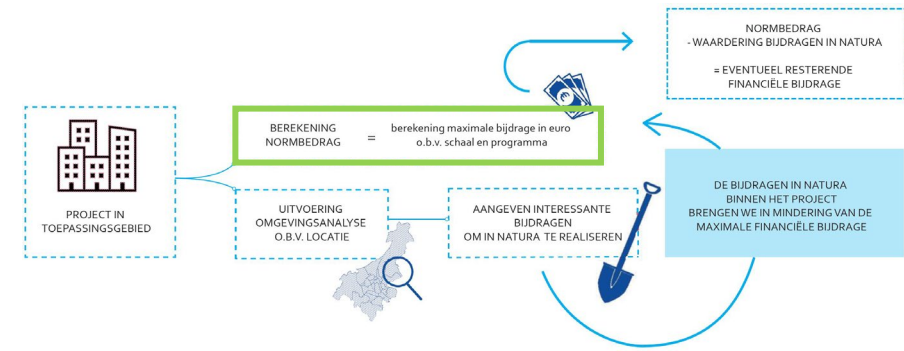 PROJECT IN
TOEPASSINGSGEBIED
BEREKENING
NORMBEDRAG
=
berekening maximale bijdrage in euro
o.b.v. schaal en programma
UITVOERING
OMGEVINGSANALYSE
O.B.V. LOCATIE
AANGEVEN INTERESSANTE
BIJDRAGEN
OM IN NATURA TE REALISEREN
€
NORMBEDRAG
- WAARDERING BIJDRAGEN IN NATURA
= EVENTUEEL RESTERENDE
FINANCIËLE BIJDRAGE
DE BIJDRAGEN IN NATURA
BINNEN HET PROJECT
BRENGEN WE IN MINDERING VAN DE
MAXIMALE FINANCIËLE BIJDRAGE